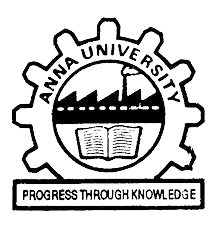 ANNA UNIVERSITY
PROGRESS THROUGH KNOWLEDGE